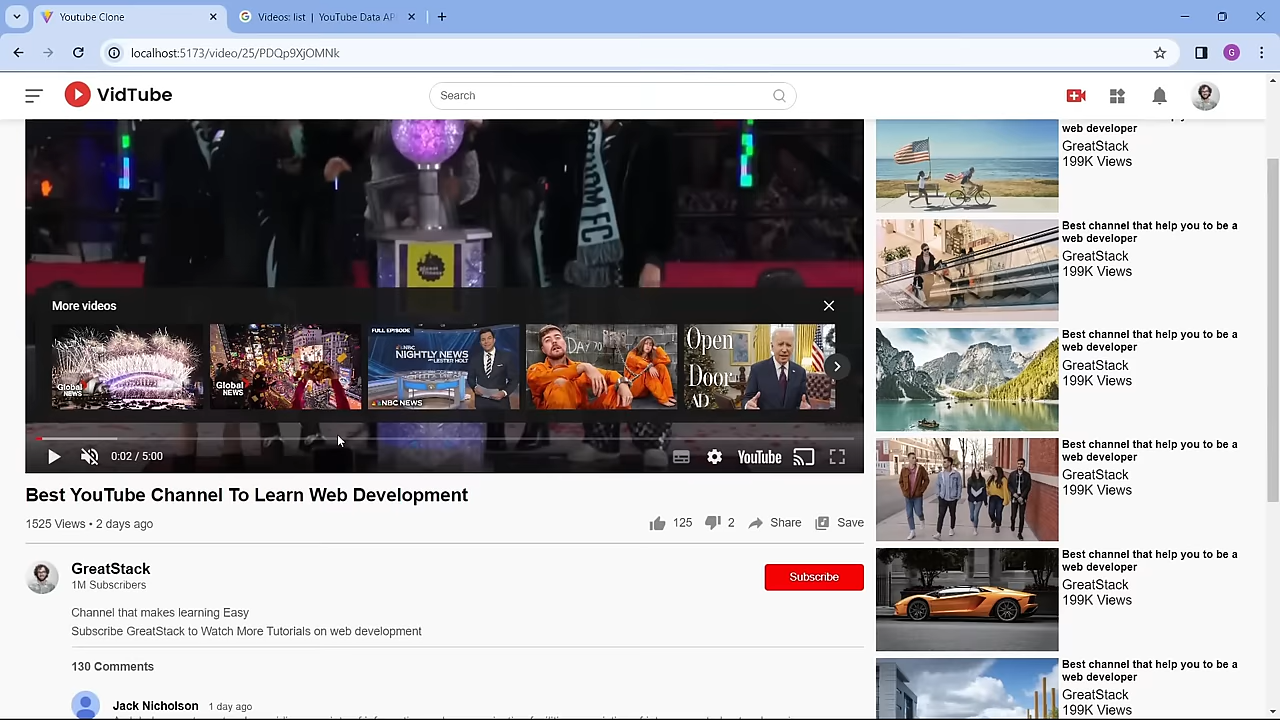 Youtube Clone
Videos: list | YouTube Data AP
localhost:5173/video/25/PDQp9XjOMNk
VidTube
Search
More videos
Global
NEWS
Global
NEWS
FULL EPISODE
NBC
NIGHTLY NEWS
LESTER HOLT
NBC NEWS
DAY 70
Open
Door
AD
0:02 / 5:00
YouTube
Best YouTube Channel To Learn Web Development
1525 Views • 2 days ago
125
2
Share
Save
GreatStack
1M Subscribers
Subscribe
Channel that makes learning Easy
Subscribe GreatStack to Watch More Tutorials on web development
130 Comments
Jack Nicholson 1 day ago
web developer
GreatStack
199K Views
Best channel that help you to be a
web developer
GreatStack
199K Views
Best channel that help you to be a
web developer
GreatStack
199K Views
Best channel that help you to be a
web developer
GreatStack
199K Views
Best channel that help you to be a
web developer
GreatStack
199K Views
Best channel that help you to be a
web developer
GreatStack
199K Views